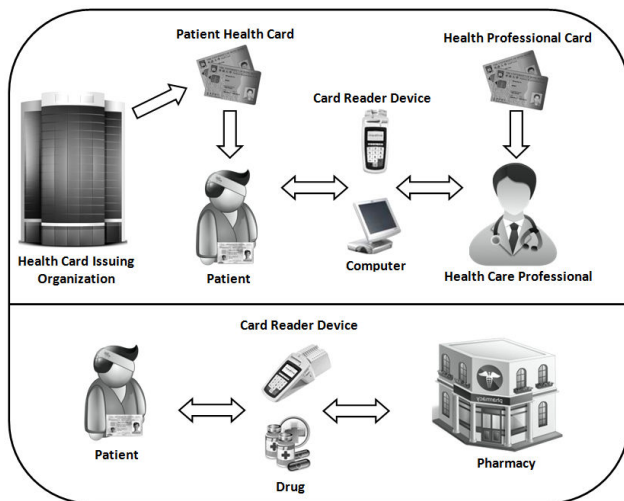 Patient Health Card
Health Professional Card
Card Reader Device
Health Card Issuing
Organization
Patient
Computer
Health Care Professional
Card Reader Device
Patient
Drug
Pharmacy
pharmacy